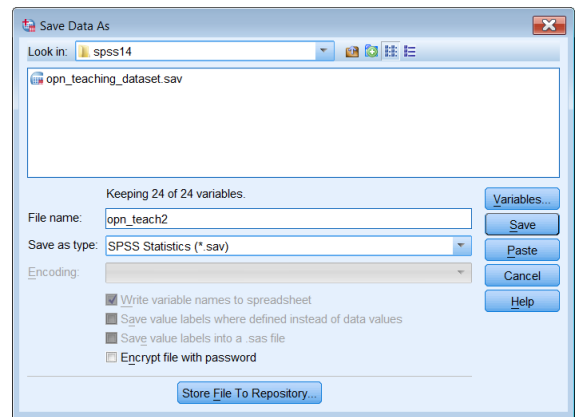 Save Data As
Look in: spss14
opn_teaching_dataset.sav
Keeping 24 of 24 variables.
Variables...
File name: opn_teach2
Save
Save as type: SPSS Statistics (*.sav)
Paste
Encoding:
Cancel
Write variable names to spreadsheet
Help
Save value labels where defined instead of data values
Save value labels into a .sas file
Encrypt file with password
Store File To Repository...